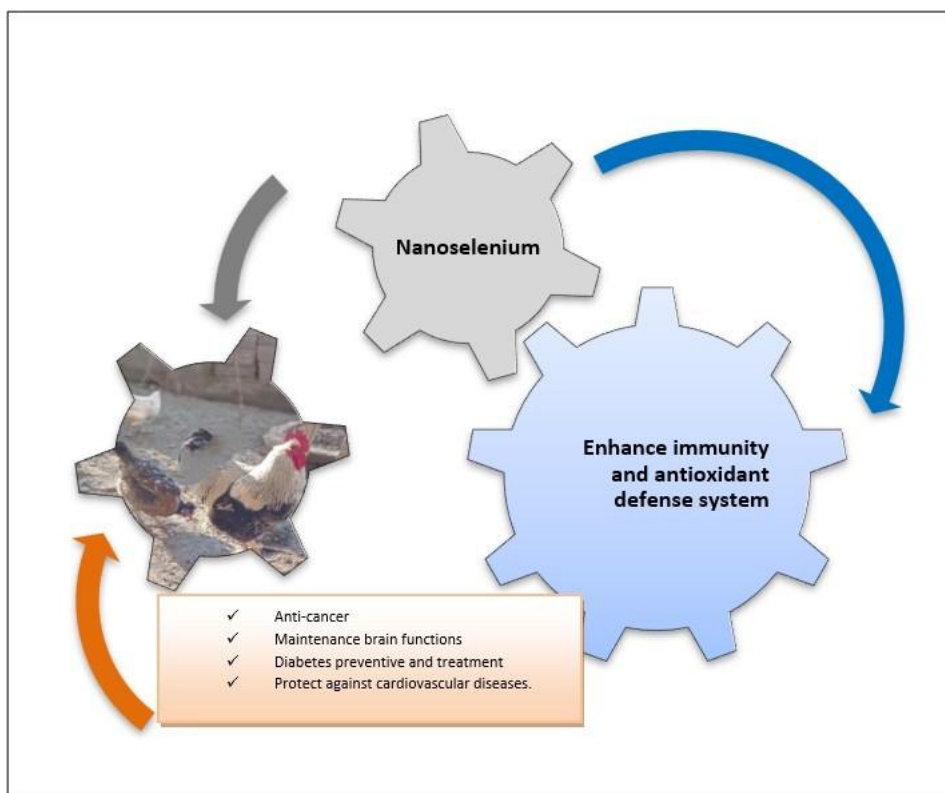 Nanoselenium
Enhance immunity
and antioxidant
defense system
✓ Anti-cancer
✓ Maintenance brain functions
✓ Diabetes preventive and treatment
✓ Protect against cardiovascular diseases.